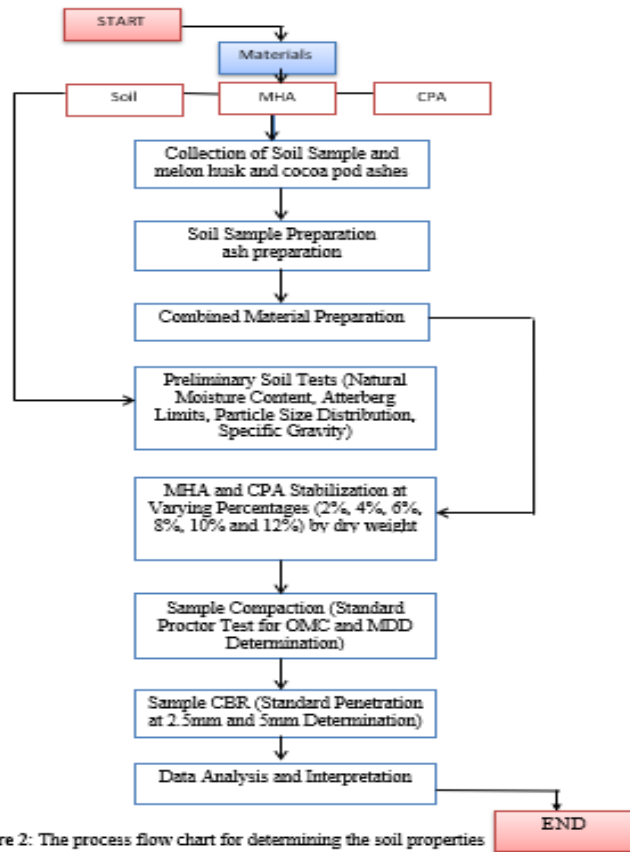 START
Materials
Soil
MHA
CPA
Collection of Soil Sample and
melon husk and cocoa pod ashes
Soil Sample Preparation
ash preparation
Combined Material Preparation
Preliminary Soil Tests (Natural
Moisture Content, Atterberg
Limits, Particle Size Distribution,
Specific Gravity)
MHA and CPA Stabilization at
Varying Percentages (2%, 4%, 6%,
8%, 10% and 12%) by dry weight
Sample Compaction (Standard
Proctor Test for OMC and MDD
Determination)
Sample CBR (Standard Penetration
at 2.5mm and 5mm Determination)
Data Analysis and Interpretation
END
re 2: The process flow chart for determining the soil properties